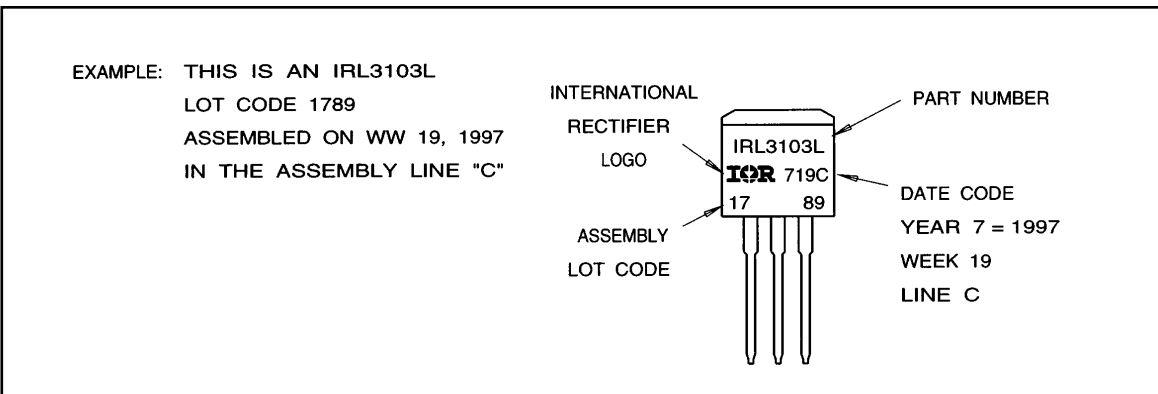 EXAMPLE: THIS IS AN IRL3103L
LOT CODE 1789
ASSEMBLED ON WW 19, 1997
IN THE ASSEMBLY LINE "C"
INTERNATIONAL
RECTIFIER
LOGO
ASSEMBLY
LOT CODE
IRL3103L
IOR 719C
17 89
PART NUMBER
DATE CODE
YEAR 7 = 1997
WEEK 19
LINE C